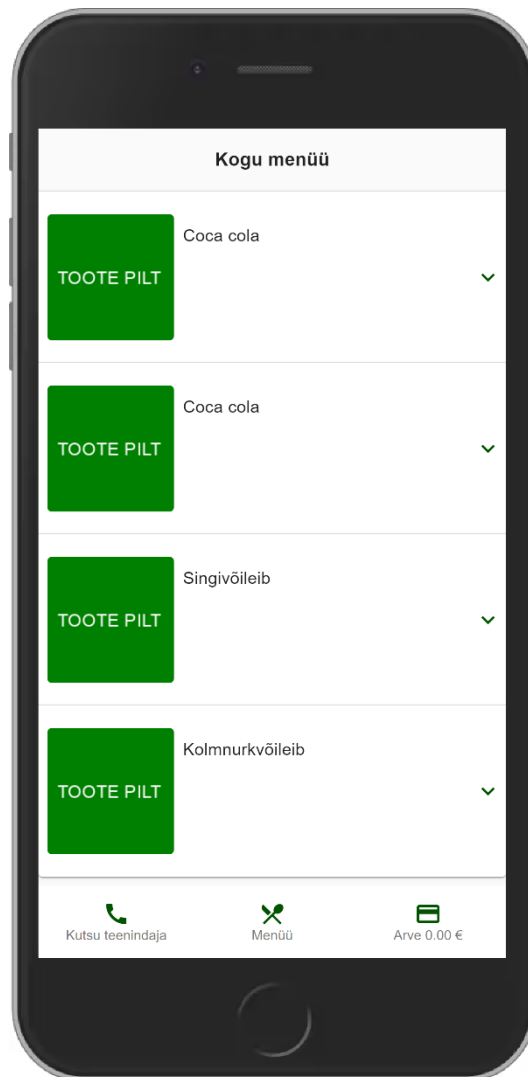 Kogu menüü
Coca cola
TOOTE PILT
Coca cola
TOOTE PILT
Singivõileib
TOOTE PILT
Kolmnurkvõileib
TOOTE PILT
Kutsu teenindaja
Menüü
Arve 0.00 €